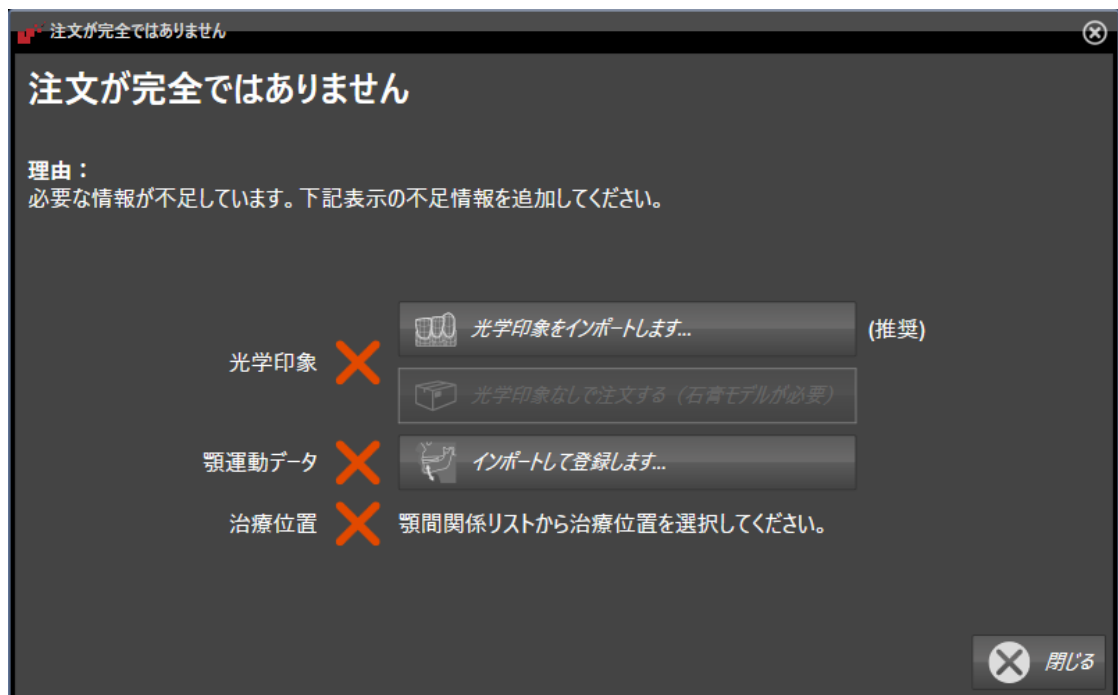 注文が完全ではありません
注文が完全ではありません
理由：
必要な情報が不足しています。下記表示の不足情報を追加してください。
光学印象
光学印象をインポートします...
(推奨)
光学印象なしで注文する（石膏モデルが必要）
顎運動データ
インポートして登録します...
治療位置
顎間関係リストから治療位置を選択してください。
閉じる